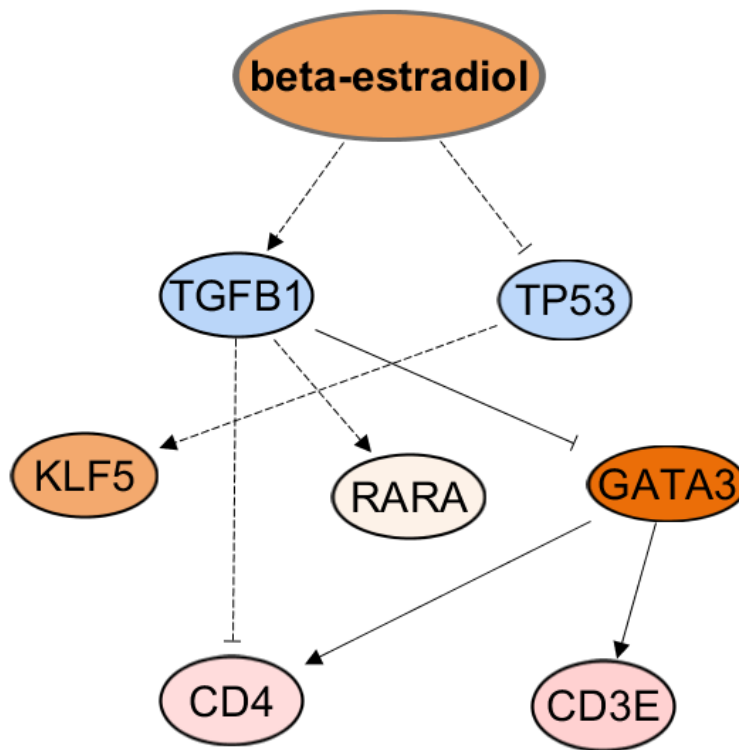 beta-estradiol
TGFB1
TP53
KLF5
RARA
GATA3
CD4
CD3E